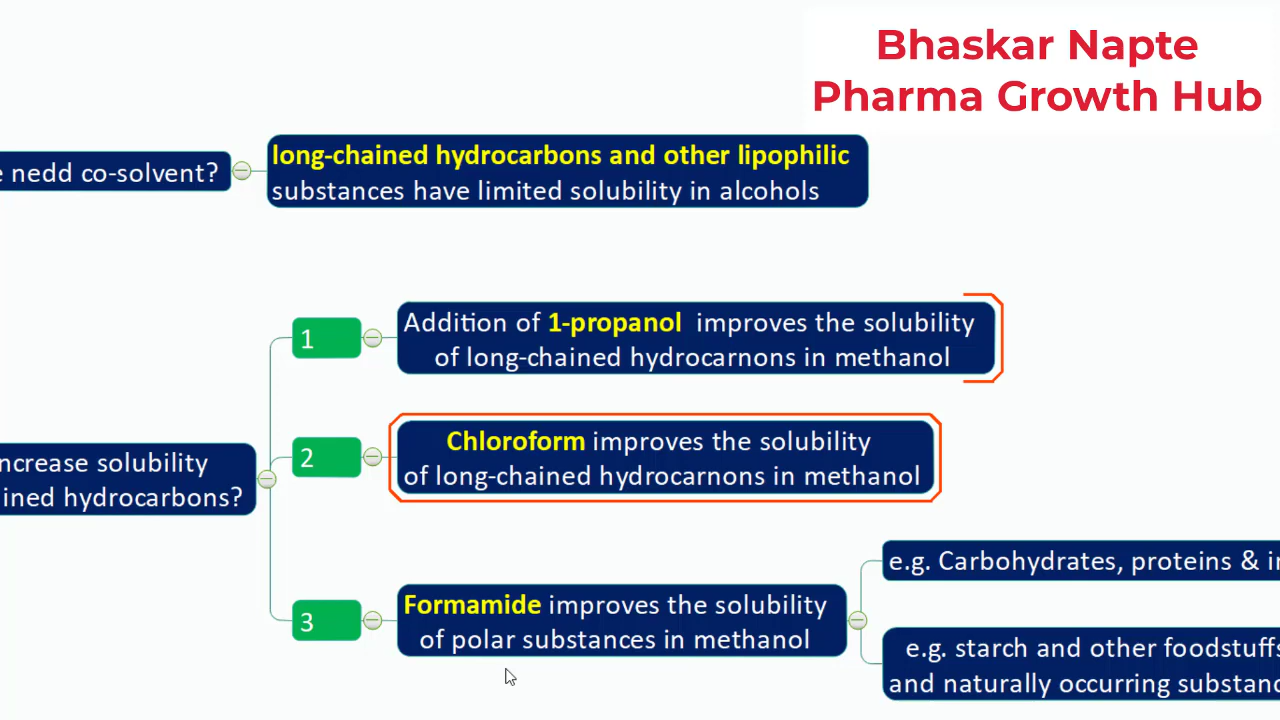 Bhaskar Napte
Pharma Growth Hub
nedd co-solvent?
long-chained hydrocarbons and other lipophilic
substances have limited solubility in alcohols
1
Addition of 1-propanol improves the solubility
of long-chained hydrocarnons in methanol
ncrease solubility
ined hydrocarbons?
2
Chloroform improves the solubility
of long-chained hydrocarnons in methanol
3
Formamide improves the solubility
of polar substances in methanol
e.g. Carbohydrates, proteins &
e.g. starch and other foodstuffs
and naturally occurring substanc